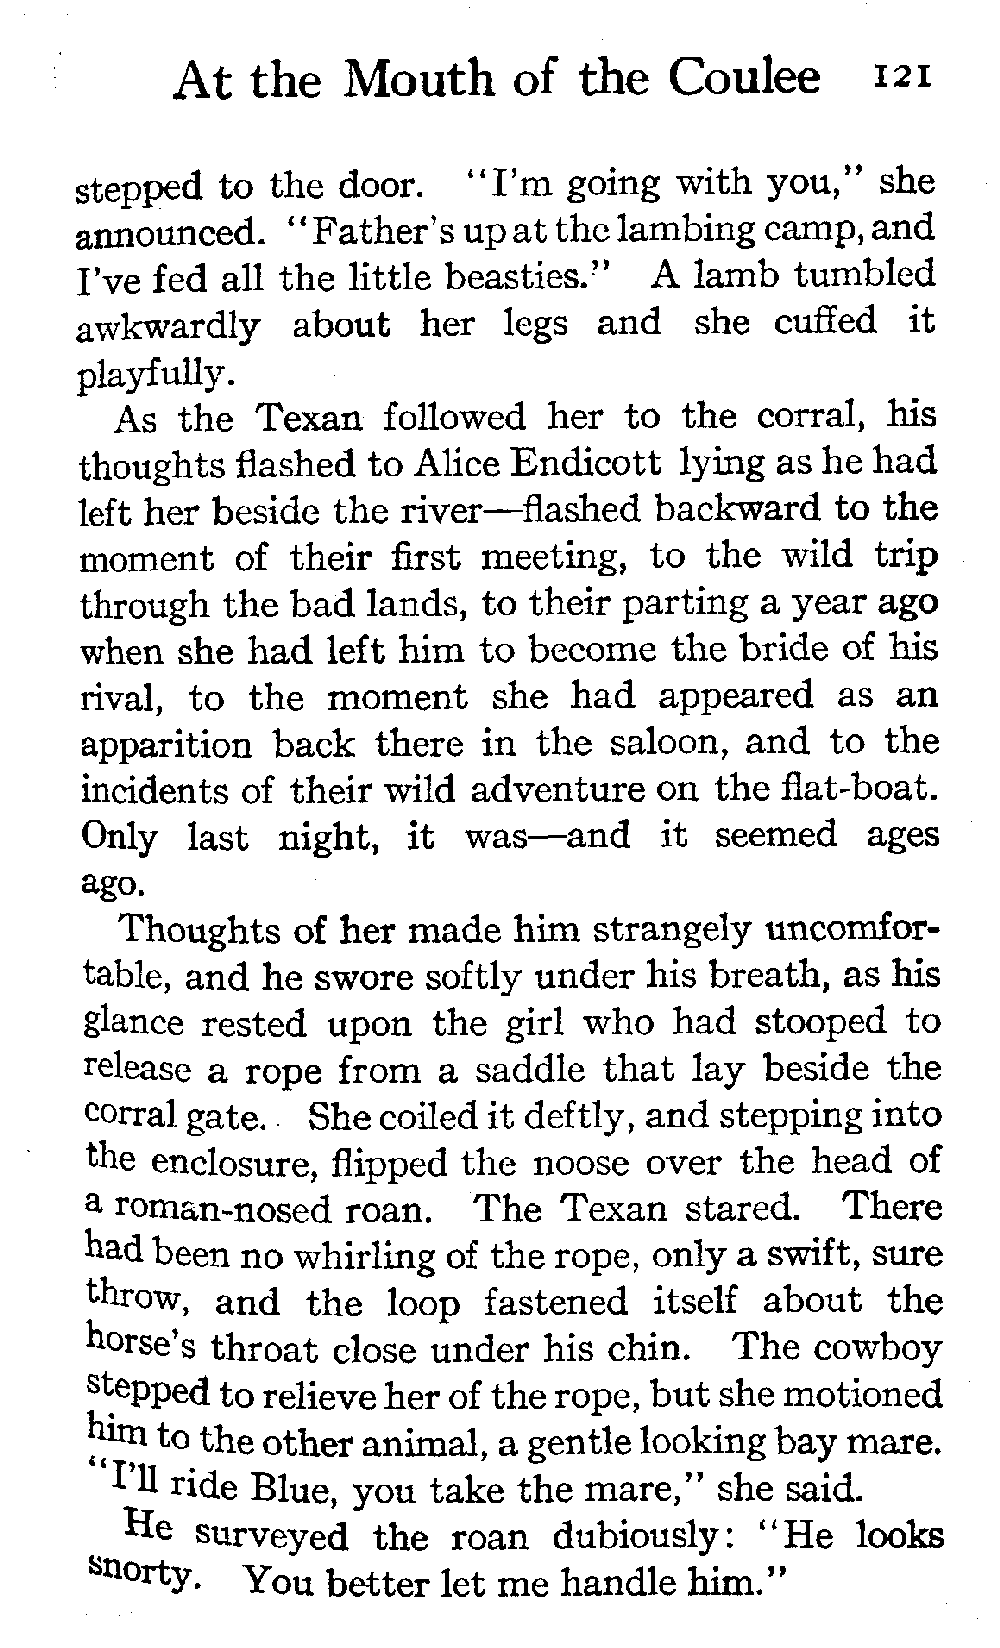 At the Mouth of the Coulee 121
stepped to the door. "I'm going with you," she
announced. "Father's up at the lambing camp, and
I've fed all the little beasties." A lamb tumbled
awkwardly about her legs and she cuffed it
playfully.
As the Texan followed her to the corral, his
thoughts flashed to Alice Endicott lying as he had
left her beside the river—flashed backward to the
moment of their first meeting, to the wild trip
through the bad lands, to their parting a year ago
when she had left him to become the bride of his
rival, to the moment she had appeared as an
apparition back there in the saloon, and to the
incidents of their wild adventure on the flat-boat.
Only last night, it was—and it seemed ages
ago.
Thoughts of her made him strangely uncomfor-
table, and he swore softly under his breath, as his
glance rested upon the girl who had stooped to
release a rope from a saddle that lay beside the
corral gate. She coiled it deftly, and stepping into
the enclosure, flipped the noose over the head of
a roman-nosed roan. The Texan stared. There
had been no whirling of the rope, only a swift, sure
throw, and the loop fastened itself about the
horse's throat close under his chin. The cowboy
stepped to relieve her of the rope, but she motioned
him to the other animal, a gentle looking bay mare.
"I'll ride Blue, you take the mare," she said.
He surveyed the roan dubiously: "He looks
snorty. You better let me handle him."